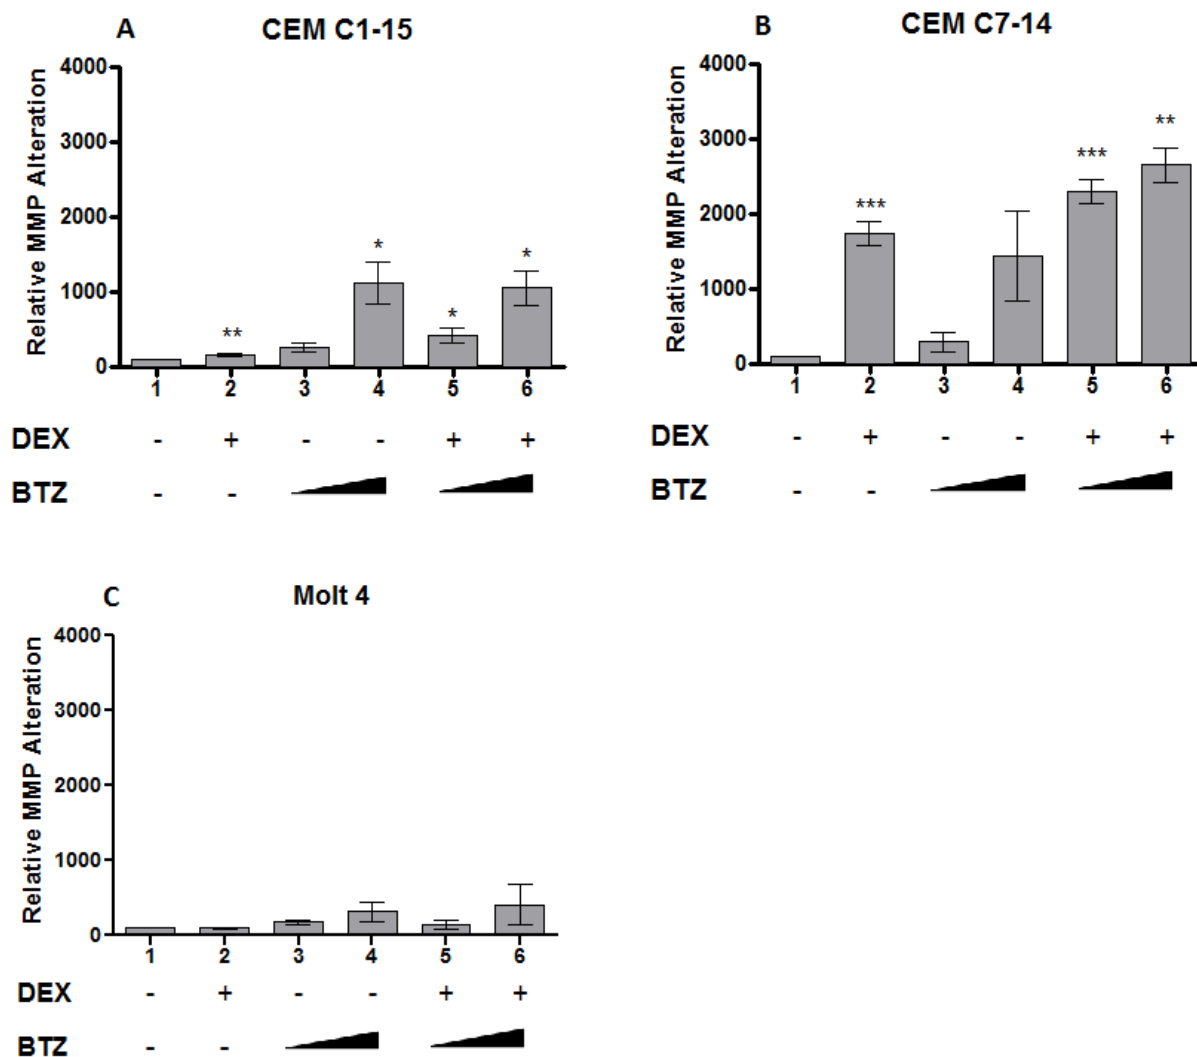 A CEM C1-15
Relative MMP Alteration
4000
3000
2000
1000
0
** * * *
1 2 3 4 5 6
DEX - + - - + +
BTZ - -
B CEM C7-14
Relative MMP Alteration
4000
3000
2000
1000
0
*** *** **
1 2 3 4 5 6
DEX - + - - + +
BTZ - -
C Molt 4
Relative MMP Alteration
4000
3000
2000
1000
0
1 2 3 4 5 6
DEX - + - - + +
BTZ - -